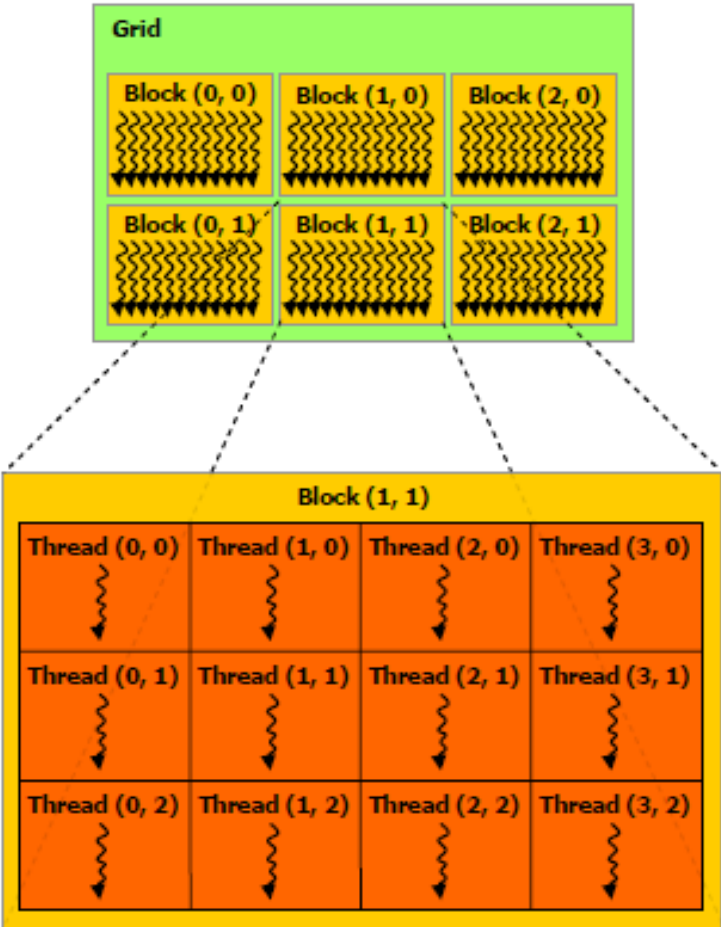 Grid
Block (0, 0) Block (1, 0) Block (2, 0)
Block (0, 1) Block (1, 1) Block (2, 1)
Block (1, 1)
Thread (0, 0) Thread (1, 0) Thread (2, 0) Thread (3, 0)
Thread (0, 1) Thread (1, 1) Thread (2, 1) Thread (3, 1)
Thread (0, 2) Thread (1, 2) Thread (2, 2) Thread (3, 2)